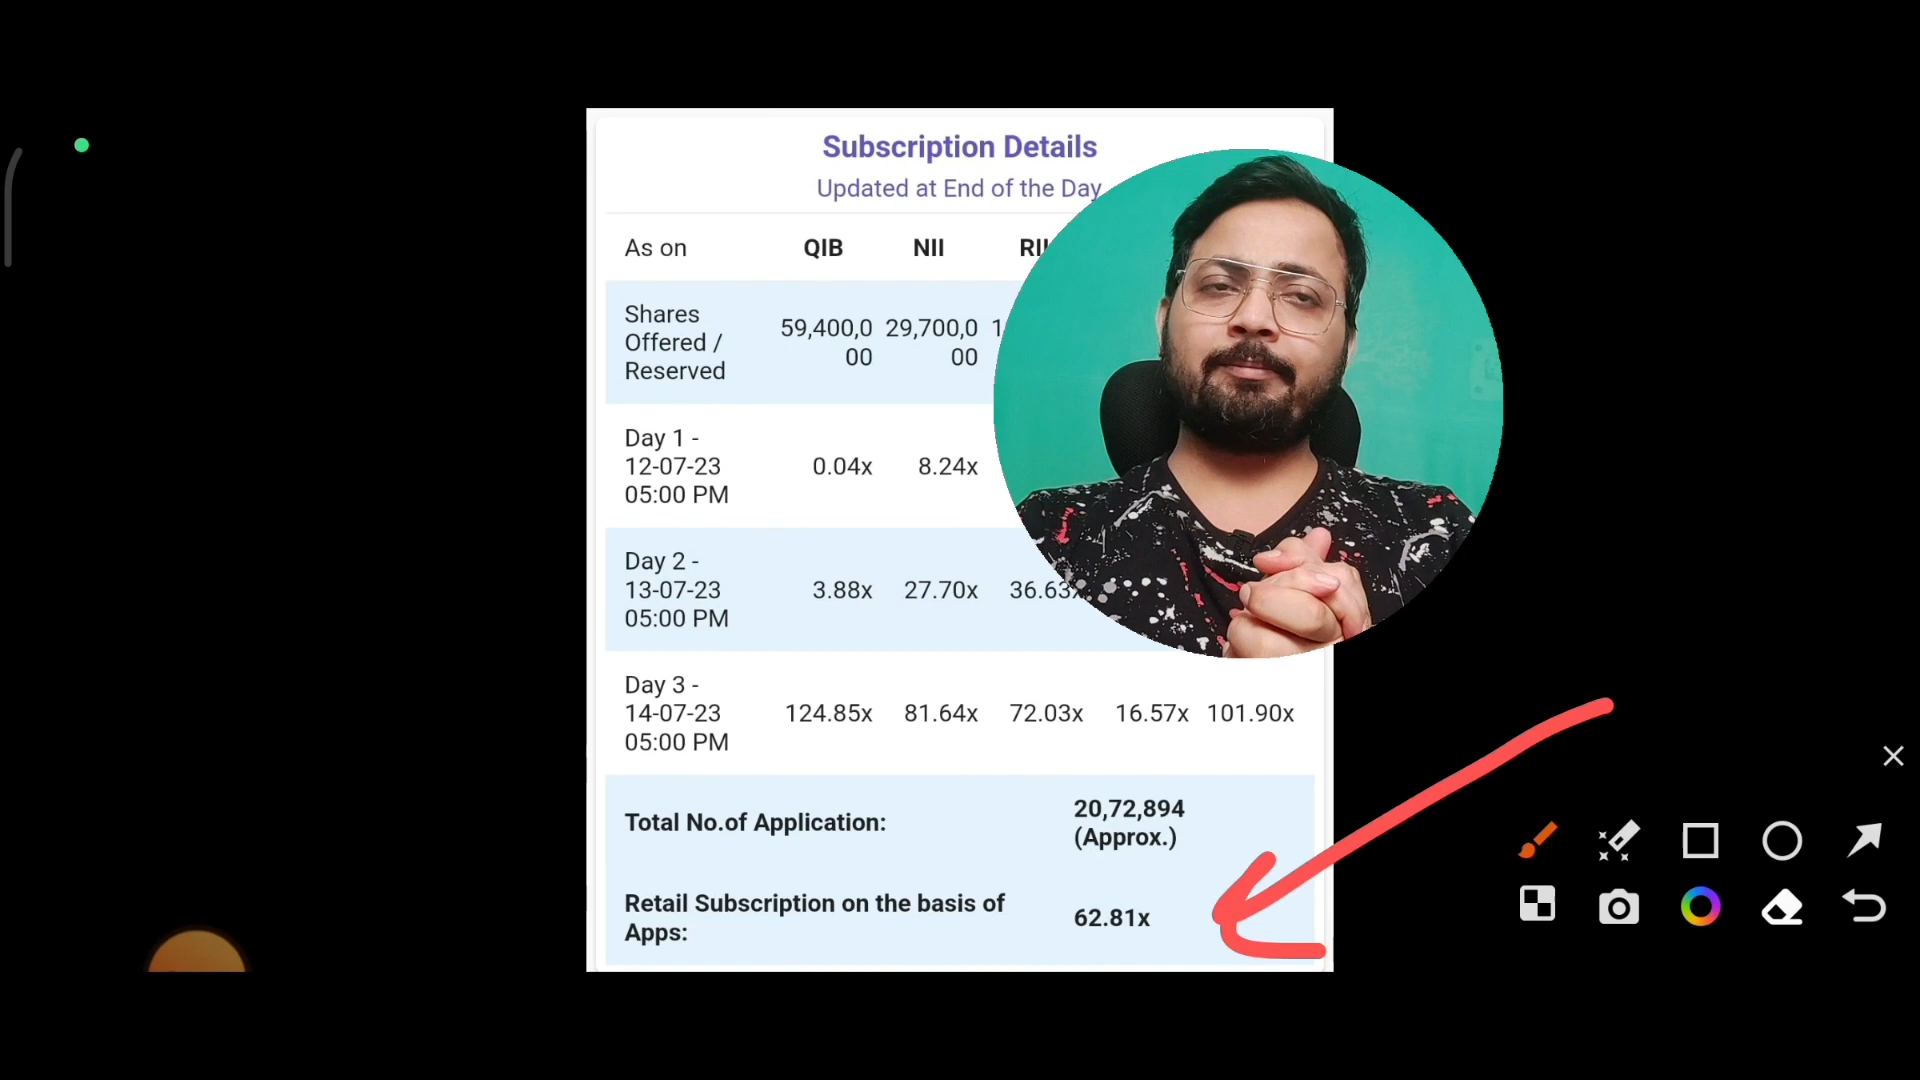 Subscription Details
Updated at End of the Day
As on QIB NII
Shares
Offered /
Reserved
59,400,0 29,700,0
00 00
Day 1 -
12-07-23
05:00 PM
0.04x 8.24x
Day 2 -
13-07-23
05:00 PM
3.88x 27.70x 36.63x
Day 3 -
14-07-23
05:00 PM
124.85x 81.64x 72.03x 16.57x 101.90x
Total No.of Application:
20,72,894
(Approx.)
Retail Subscription on the basis of
Apps:
62.81x